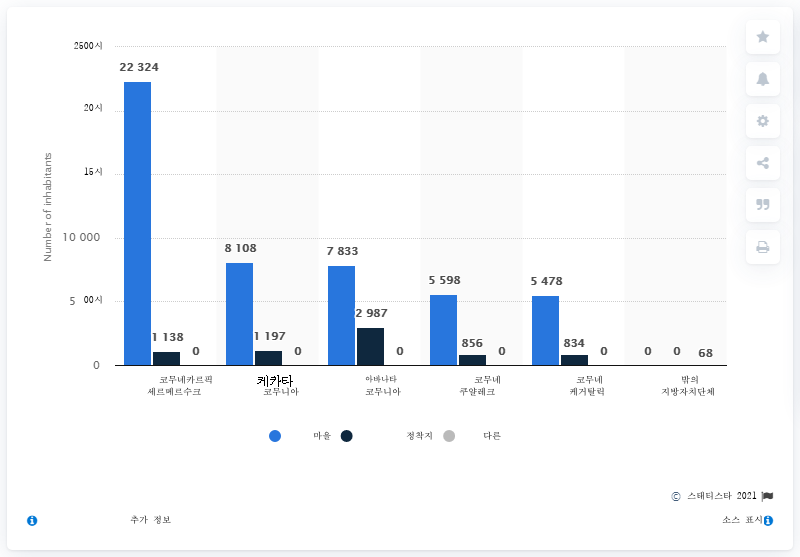 2500시
22 324
20시
15시
Number of inhabitants
10 000
8 108
7 833
5 598
5 478
5 00시
1 138
0
1 197
0
2 987
0
856
0
834
0
0
0
68
0
코무네카르픽
세르메르수크
케카타
코무니아
아바나타
코무니아
코무네
쿠얄레크
코무네
케거탈릭
밖의
지방자치단체
마을
정착지
다른
© 스태티스타 2021
추가 정보
소스 표시